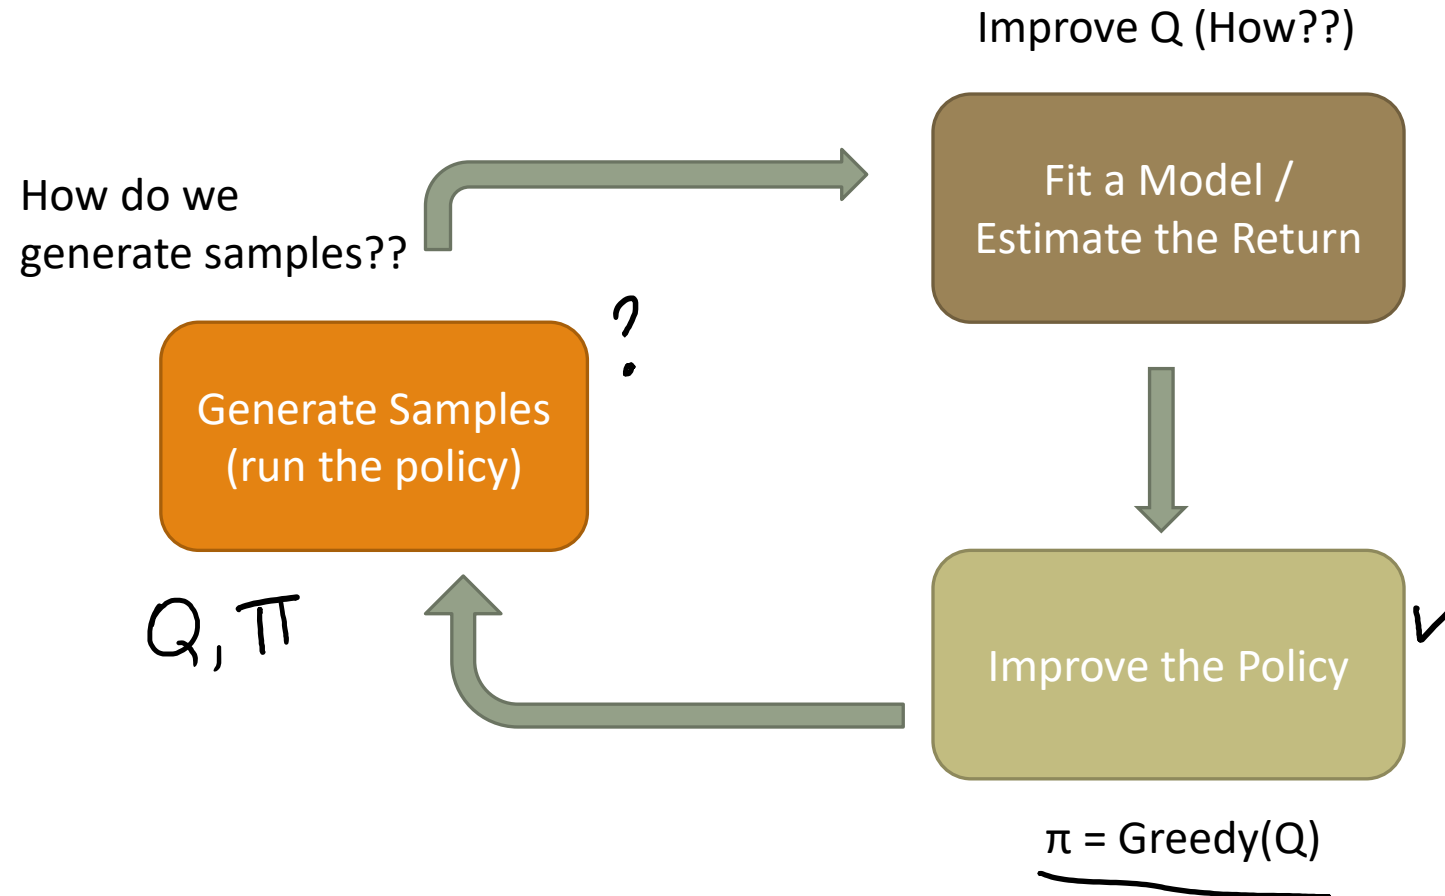 Improve Q (How??)
How do we
generate samples??
Fit a Model /
Estimate the Return
?
Generate Samples
(run the policy)
Q, π
Improve the Policy
π = Greedy(Q)